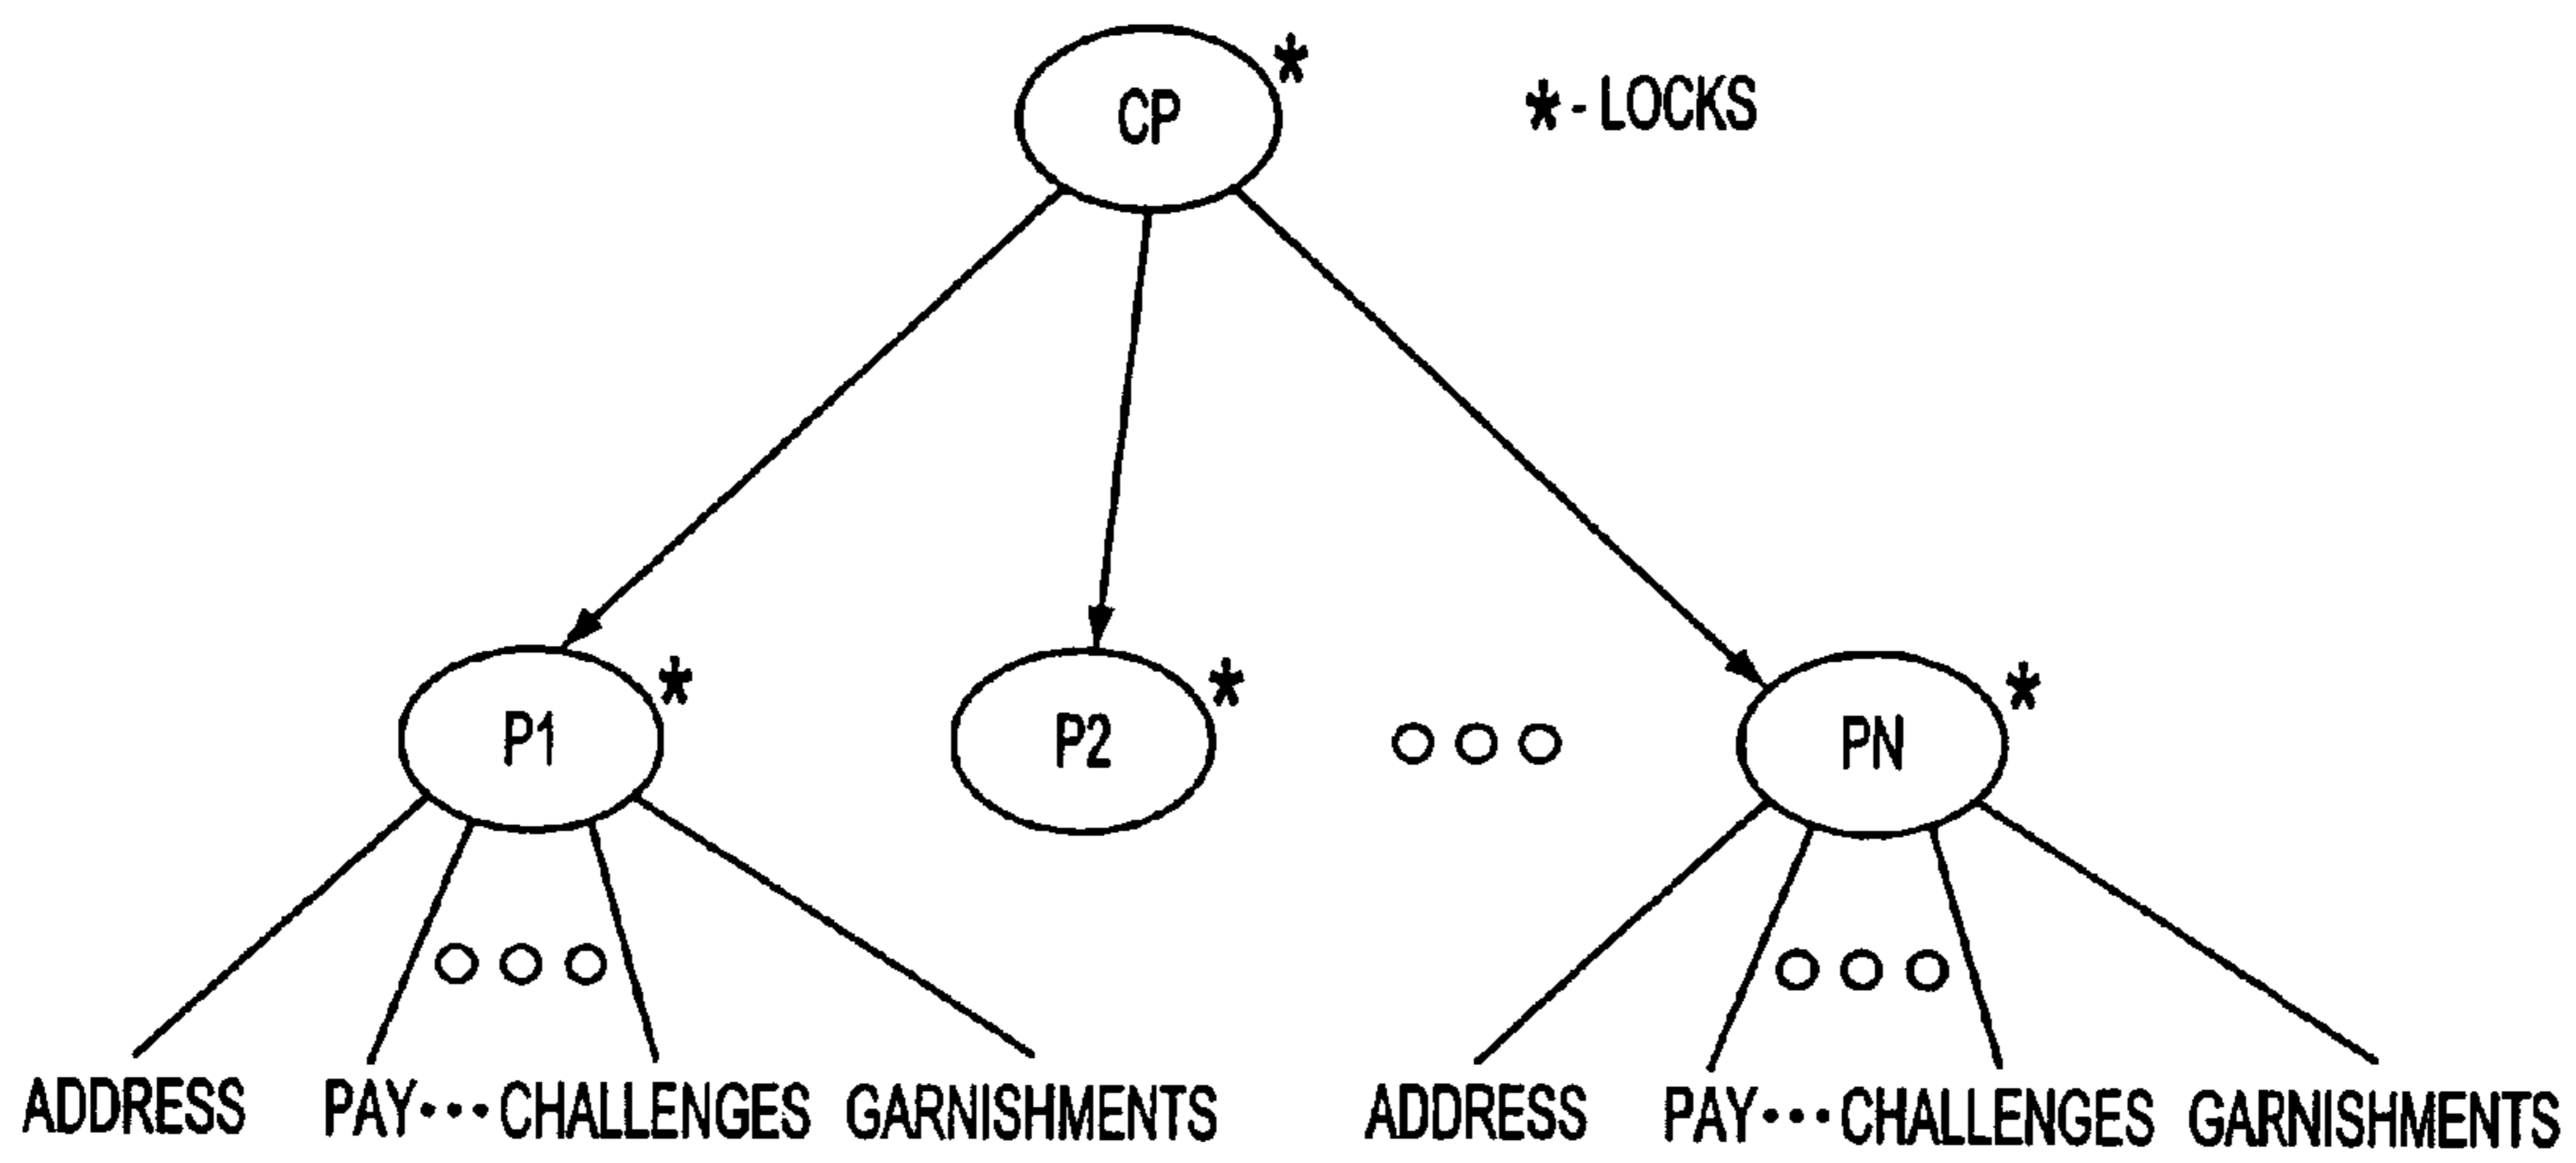 CP*
*-LOCKS
P1*
P2*
PN*
ADDRESS PAY•••CHALLENGES GARNISHMENTS
ADDRESS PAY•••CHALLENGES GARNISHMENTS